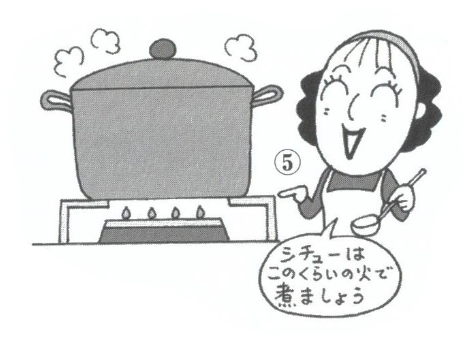 ⑤
シチューは
このくらいの火で
煮ましょう